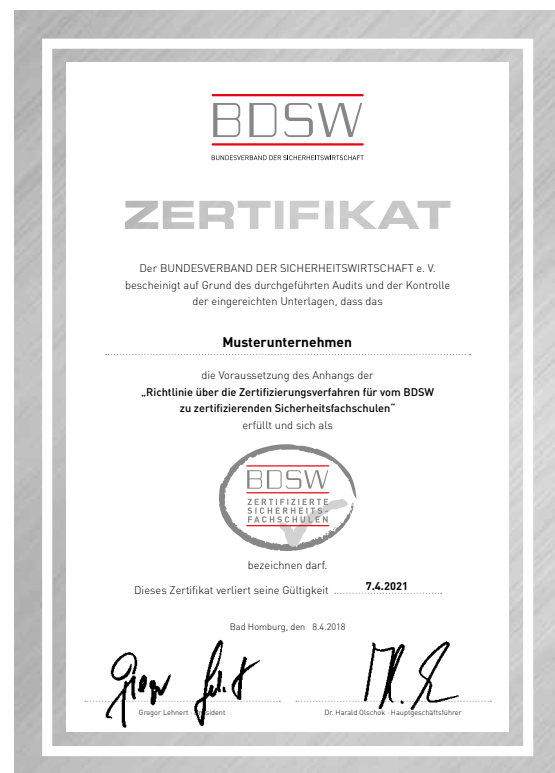 BDSW
BUNDESVERBAND DER SICHERHEITSWIRTSCHAFT
ZERTIFIKAT
Der BUNDESVERBAND DER SICHERHEITSWIRTSCHAFT e. V.
bescheinigt auf Grund des durchgeführten Audits und der Kontrolle
der eingereichten Unterlagen, dass das
Musterunternehmen
die Voraussetzung des Anhangs der
„Richtlinie über die Zertifizierungsverfahren für vom BDSW
zu zertifizierenden Sicherheitsfachschulen“
erfüllt und sich als
BDSW
ZERTIFIZIERTE
SICHERHEITS-
FACHSCHULEN
bezeichnen darf.
Dieses Zertifikat verliert seine Gültigkeit 7.4.2021
Bad Homburg, den 8.4.2018
Gregor Lehnert · Präsident
Dr. Harald Olschok · Hauptgeschäftsführer